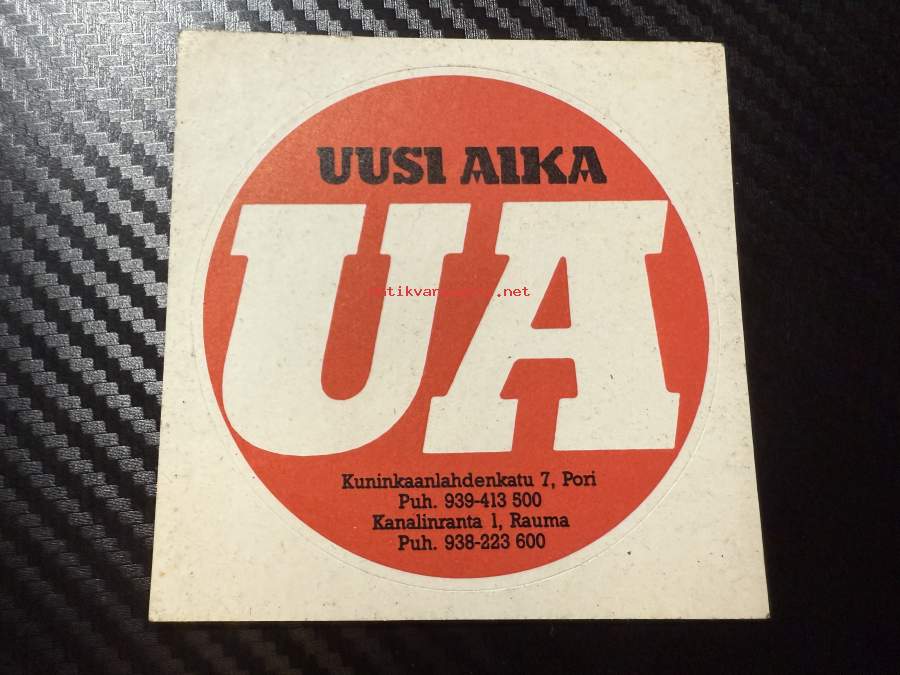 UUSI AIKA
UA
Kuninkaanlahdenkatu 7, Pori
Puh. 939-413 500
Kanalinranta 1, Rauma
Puh. 938-223 600